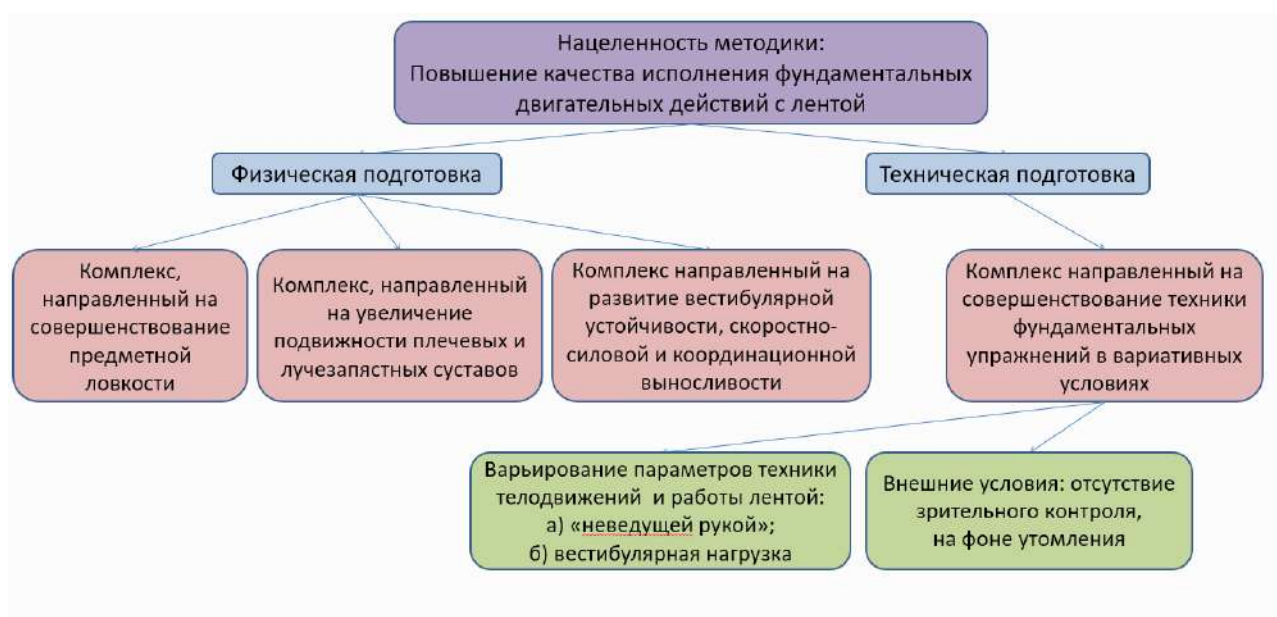 Нацеленность методики:
Повышение качества исполнения фундаментальных
двигательных действий с лентой
Физическая подготовка
Техническая подготовка
Комплекс,
направленный на
совершенствование
предметной
ловкости
Комплекс, направленный
на увеличение
подвижности плечевых и
лучезапястных суставов
Комплекс направленный на
развитие вестибулярной
устойчивости, скоростно-
силовой и координационной
выносливости
Комплекс направленный на
совершенствование техники
фундаментальных
упражнений в вариативных
условиях
Варьирование параметров техники
телодвижений и работы лентой:
а) «неведущей рукой»;
б) вестибулярная нагрузка
Внешние условия: отсутствие
зрительного контроля,
на фоне утомления